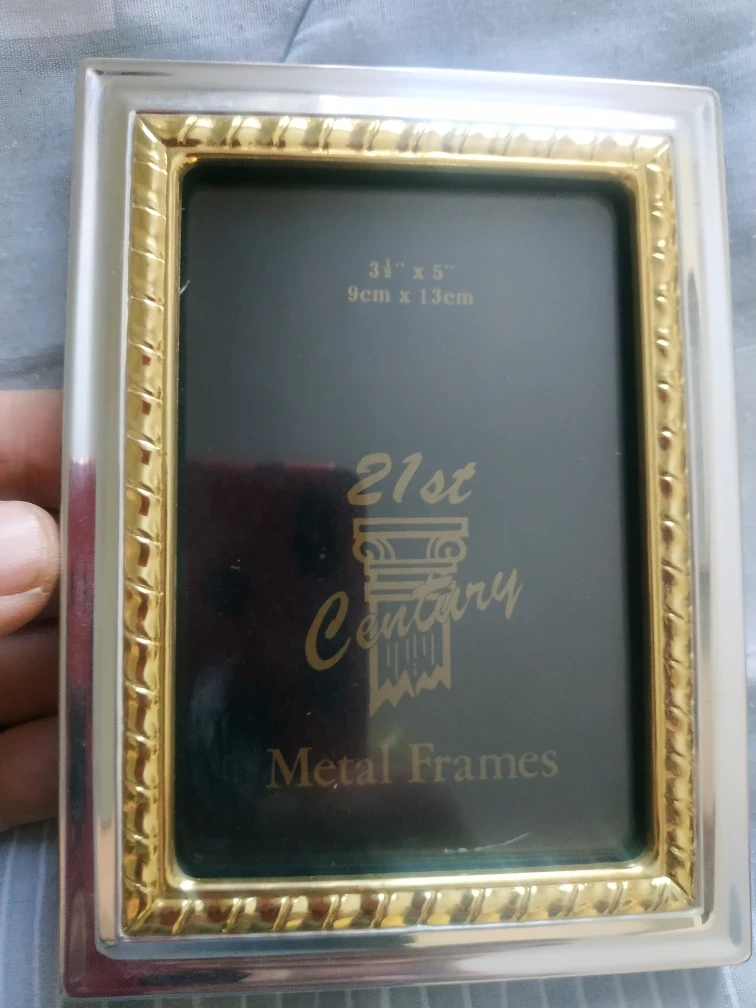 3½" x 5"
9cm x 13cm
21st
Century
Metal Frames